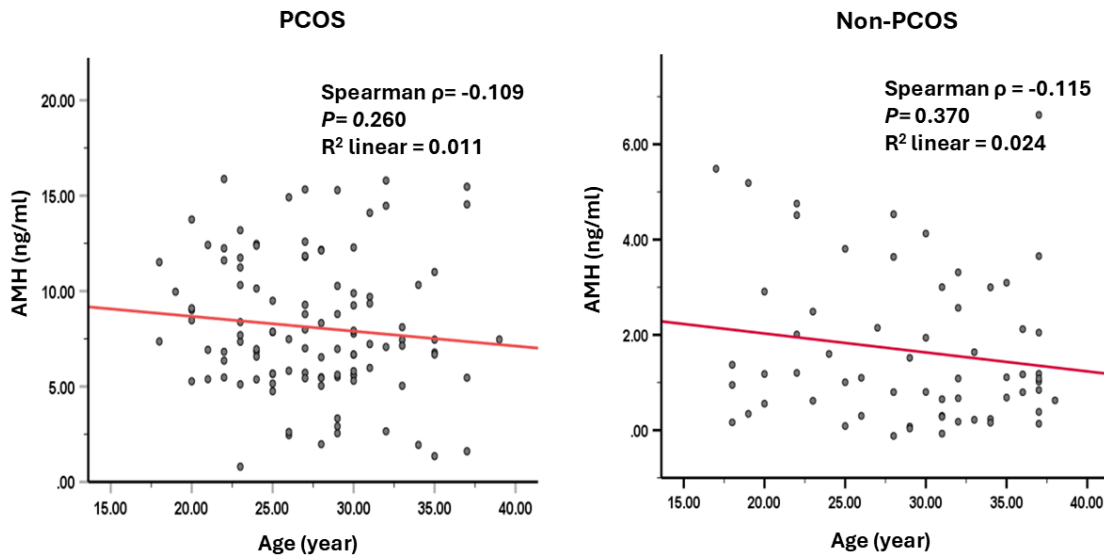 PCOS
Spearman ρ= -0.109
P= 0.260
R² linear = 0.011
20.00
15.00
10.00
5.00
.00
AMH (ng/ml)
15.00 20.00 25.00 30.00 35.00 40.00
Age (year)
Non-PCOS
Spearman ρ = -0.115
P= 0.370
R² linear = 0.024
6.00
4.00
2.00
.00
AMH (ng/ml)
15.00 20.00 25.00 30.00 35.00 40.00
Age (year)